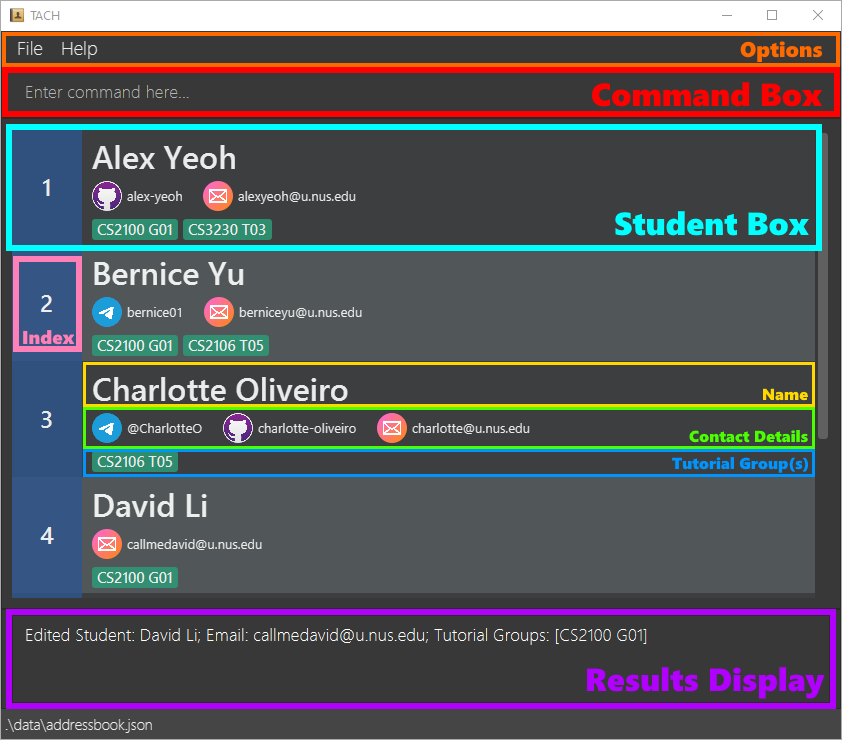 TACH
File Help Options
Enter command here... Command Box
1
Alex Yeoh
alex-yeoh alexyeoh@u.nus.edu
CS2100 G01 CS3230 T03
Student Box
2
Index
Bernice Yu
bernice01 berniceyu@u.nus.edu
CS2100 G01 CS2106 T05
3
Charlotte Oliveiro Name
@CharlotteO charlotte-oliveiro charlotte@u.nus.edu Contact Details
CS2106 T05 Tutorial Group(s)
4
David Li
callmedavid@u.nus.edu
CS2100 G01
Edited Student: David Li; Email: callmedavid@u.nus.edu; Tutorial Groups: [CS2100 G01]
Results Display
.\data\addressbook.json